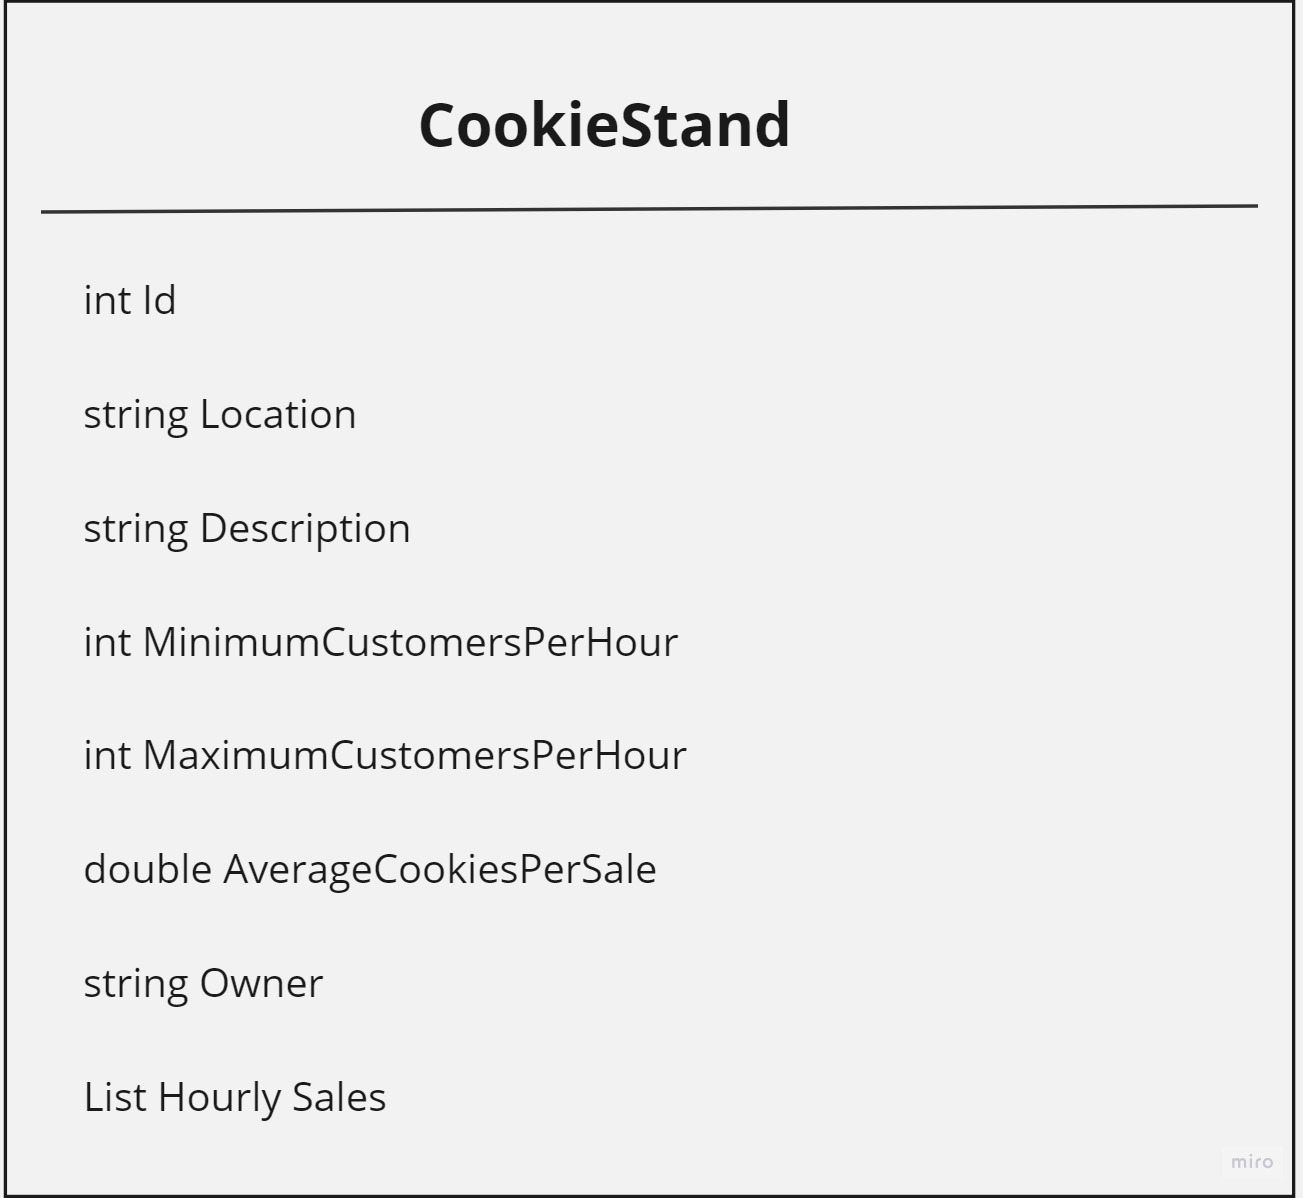 CookieStand
int Id
string Location
string Description
int MinimumCustomersPerHour
int MaximumCustomersPerHour
double AverageCookiesPerSale
string Owner
List Hourly Sales
miro